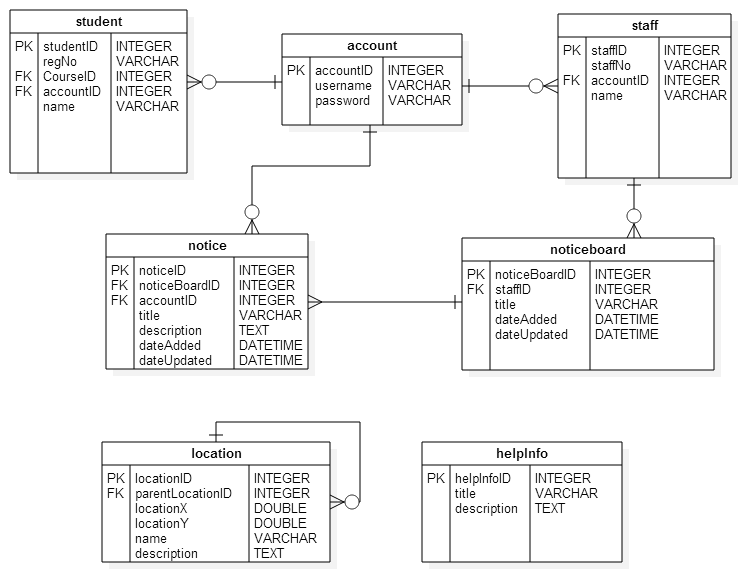 student
PK studentID INTEGER
regNo VARCHAR
FK CourseID INTEGER
FK accountID INTEGER
name VARCHAR
account
PK accountID INTEGER
username VARCHAR
password VARCHAR
staff
PK staffID INTEGER
staffNo VARCHAR
FK accountID INTEGER
name VARCHAR
notice
PK noticeID INTEGER
FK noticeBoardID INTEGER
FK accountID INTEGER
title VARCHAR
description TEXT
dateAdded DATETIME
dateUpdated DATETIME
noticeboard
PK noticeBoardID INTEGER
FK staffID INTEGER
title VARCHAR
dateAdded DATETIME
dateUpdated DATETIME
location
PK locationID INTEGER
FK parentLocationID INTEGER
locationX DOUBLE
locationY DOUBLE
name VARCHAR
description TEXT
helpInfo
PK helpInfoID INTEGER
title VARCHAR
description TEXT